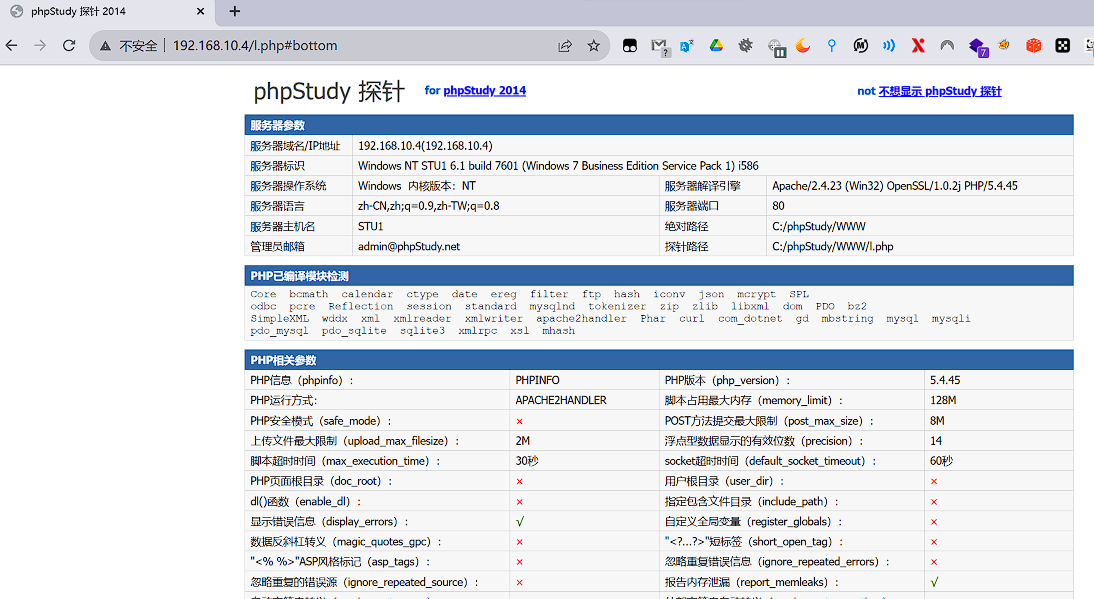 phpStudy 探针 2014
不安全 192.168.10.4/l.php#bottom
7
phpStudy 探针 for phpStudy 2014 not 不想显示 phpStudy 探针
服务器参数
服务器域名/IP地址 192.168.10.4(192.168.10.4)
服务器标识 Windows NT STU1 6.1 build 7601 (Windows 7 Business Edition Service Pack 1) i586
服务器操作系统 Windows 内核版本：NT 服务器解译引擎 Apache/2.4.23 (Win32) OpenSSL/1.0.2j PHP/5.4.45
服务器语言 zh-CN,zh;q=0.9,zh-TW;q=0.8 服务器端口 80
服务器主机名 STU1 绝对路径 C:/phpStudy/WWW
管理员邮箱 admin@phpStudy.net 探针路径 C:/phpStudy/WWW/l.php
PHP已编译模块检测
Core bcmath calendar ctype date ereg filter ftp hash iconv json mcrypt SPL
odbc pcre Reflection session standard mysqlnd tokenizer zip zlib libxml dom PDO bz2
SimpleXML wddx xml xmlreader xmlwriter apache2handler Phar curl com_dotnet gd mbstring mysql mysqli
pdo_mysql pdo_sqlite sqlite3 xmlrpc xsl mhash
PHP相关参数
PHP信息（phpinfo）： PHPINFO PHP版本（php_version）： 5.4.45
PHP运行方式： APACHE2HANDLER 脚本占用最大内存（memory_limit）： 128M
PHP安全模式（safe_mode）： × POST方法提交最大限制（post_max_size）： 8M
上传文件最大限制（upload_max_filesize）： 2M 浮点型数据显示的有效位数（precision）： 14
脚本超时时间（max_execution_time）： 30秒 socket超时时间（default_socket_timeout）： 60秒
PHP页面根目录（doc_root）： × 用户根目录（user_dir）： ×
dl()函数（enable_dl）： × 指定包含文件目录（include_path）： ×
显示错误信息（display_errors）： √ 自定义全局变量（register_globals）： ×
数据反斜杠转义（magic_quotes_gpc）： × "<?...?>"短标签（short_open_tag）： ×
"<% %>"ASP风格标记（asp_tags）： × 忽略重复错误信息（ignore_repeated_errors）： ×
忽略重复的错误源（ignore_repeated_source）： × 报告内存泄漏（report_memleaks）： √